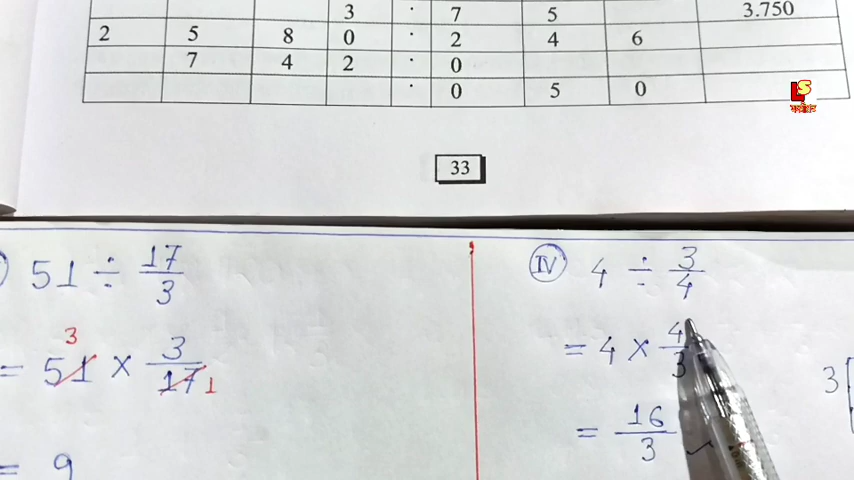 3 . 7 5 3.750
2 5 8 0 . 2 4 6
7 4 2 . 0
. 0 5 0
LS
33
51 ÷ 17/3
= 51 × 3/17
3 1
= 9
IV 4 ÷ 3/4
= 4 × 4/3
= 16/3
3